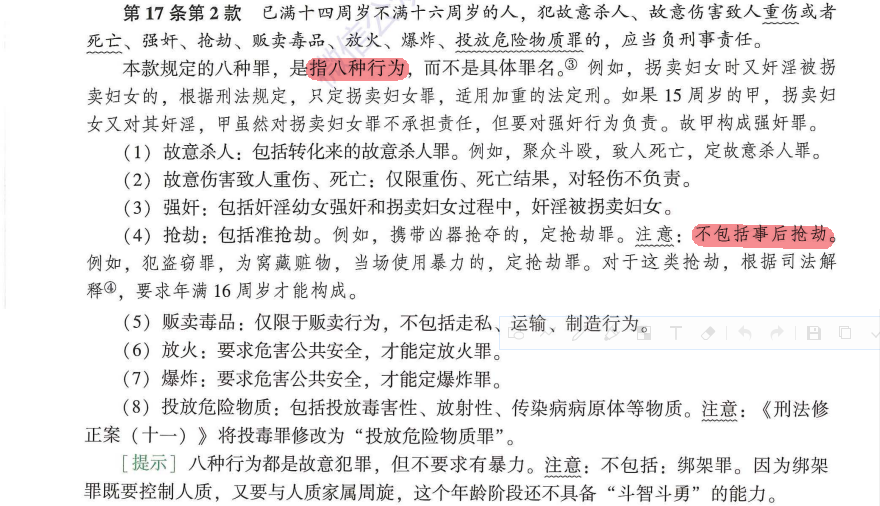 第17条第2款 已满十四周岁不满十六周岁的人，犯故意杀人、故意伤害致人重伤或者
死亡、强奸、抢劫、贩卖毒品、放火、爆炸、投放危险物质罪的，应当负刑事责任。
本款规定的八种罪，是指八种行为，而不是具体罪名。③ 例如，拐卖妇女时又奸淫被拐
卖妇女的，根据刑法规定，只定拐卖妇女罪，适用加重的法定刑。如果15周岁的甲，拐卖妇
女又对其奸淫，甲虽然对拐卖妇女罪不承担责任，但要对强奸行为负责。故甲构成强奸罪。
（1）故意杀人：包括转化来的故意杀人罪。例如，聚众斗殴，致人死亡，定故意杀人罪。
（2）故意伤害致人重伤、死亡：仅限重伤、死亡结果，对轻伤不负责。
（3）强奸：包括奸淫幼女强奸和拐卖妇女过程中，奸淫被拐卖妇女。
（4）抢劫：包括准抢劫。例如，携带凶器抢夺的，定抢劫罪。注意：不包括事后抢劫。
例如，犯盗窃罪，为窝藏赃物，当场使用暴力的，定抢劫罪。对于这类抢劫，根据司法解
释④，要求年满16周岁才能构成。
（5）贩卖毒品：仅限于贩卖行为，不包括走私、运输、制造行为。
（6）放火：要求危害公共安全，才能定放火罪。
（7）爆炸：要求危害公共安全，才能定爆炸罪。
（8）投放危险物质：包括投放毒害性、放射性、传染病病原体等物质。注意：《刑法修
正案（十一）》将投毒罪修改为“投放危险物质罪”。
［提示］八种行为都是故意犯罪，但不要求有暴力。注意：不包括：绑架罪。因为绑架
罪既要控制人质，又要与人质家属周旋，这个年龄阶段还不具备“斗智斗勇”的能力。